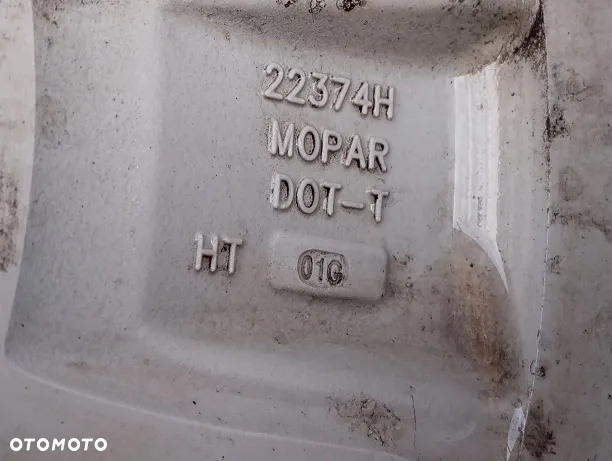 22374H
MOPAR
DOT-T
HT 01G
OTOMOTO